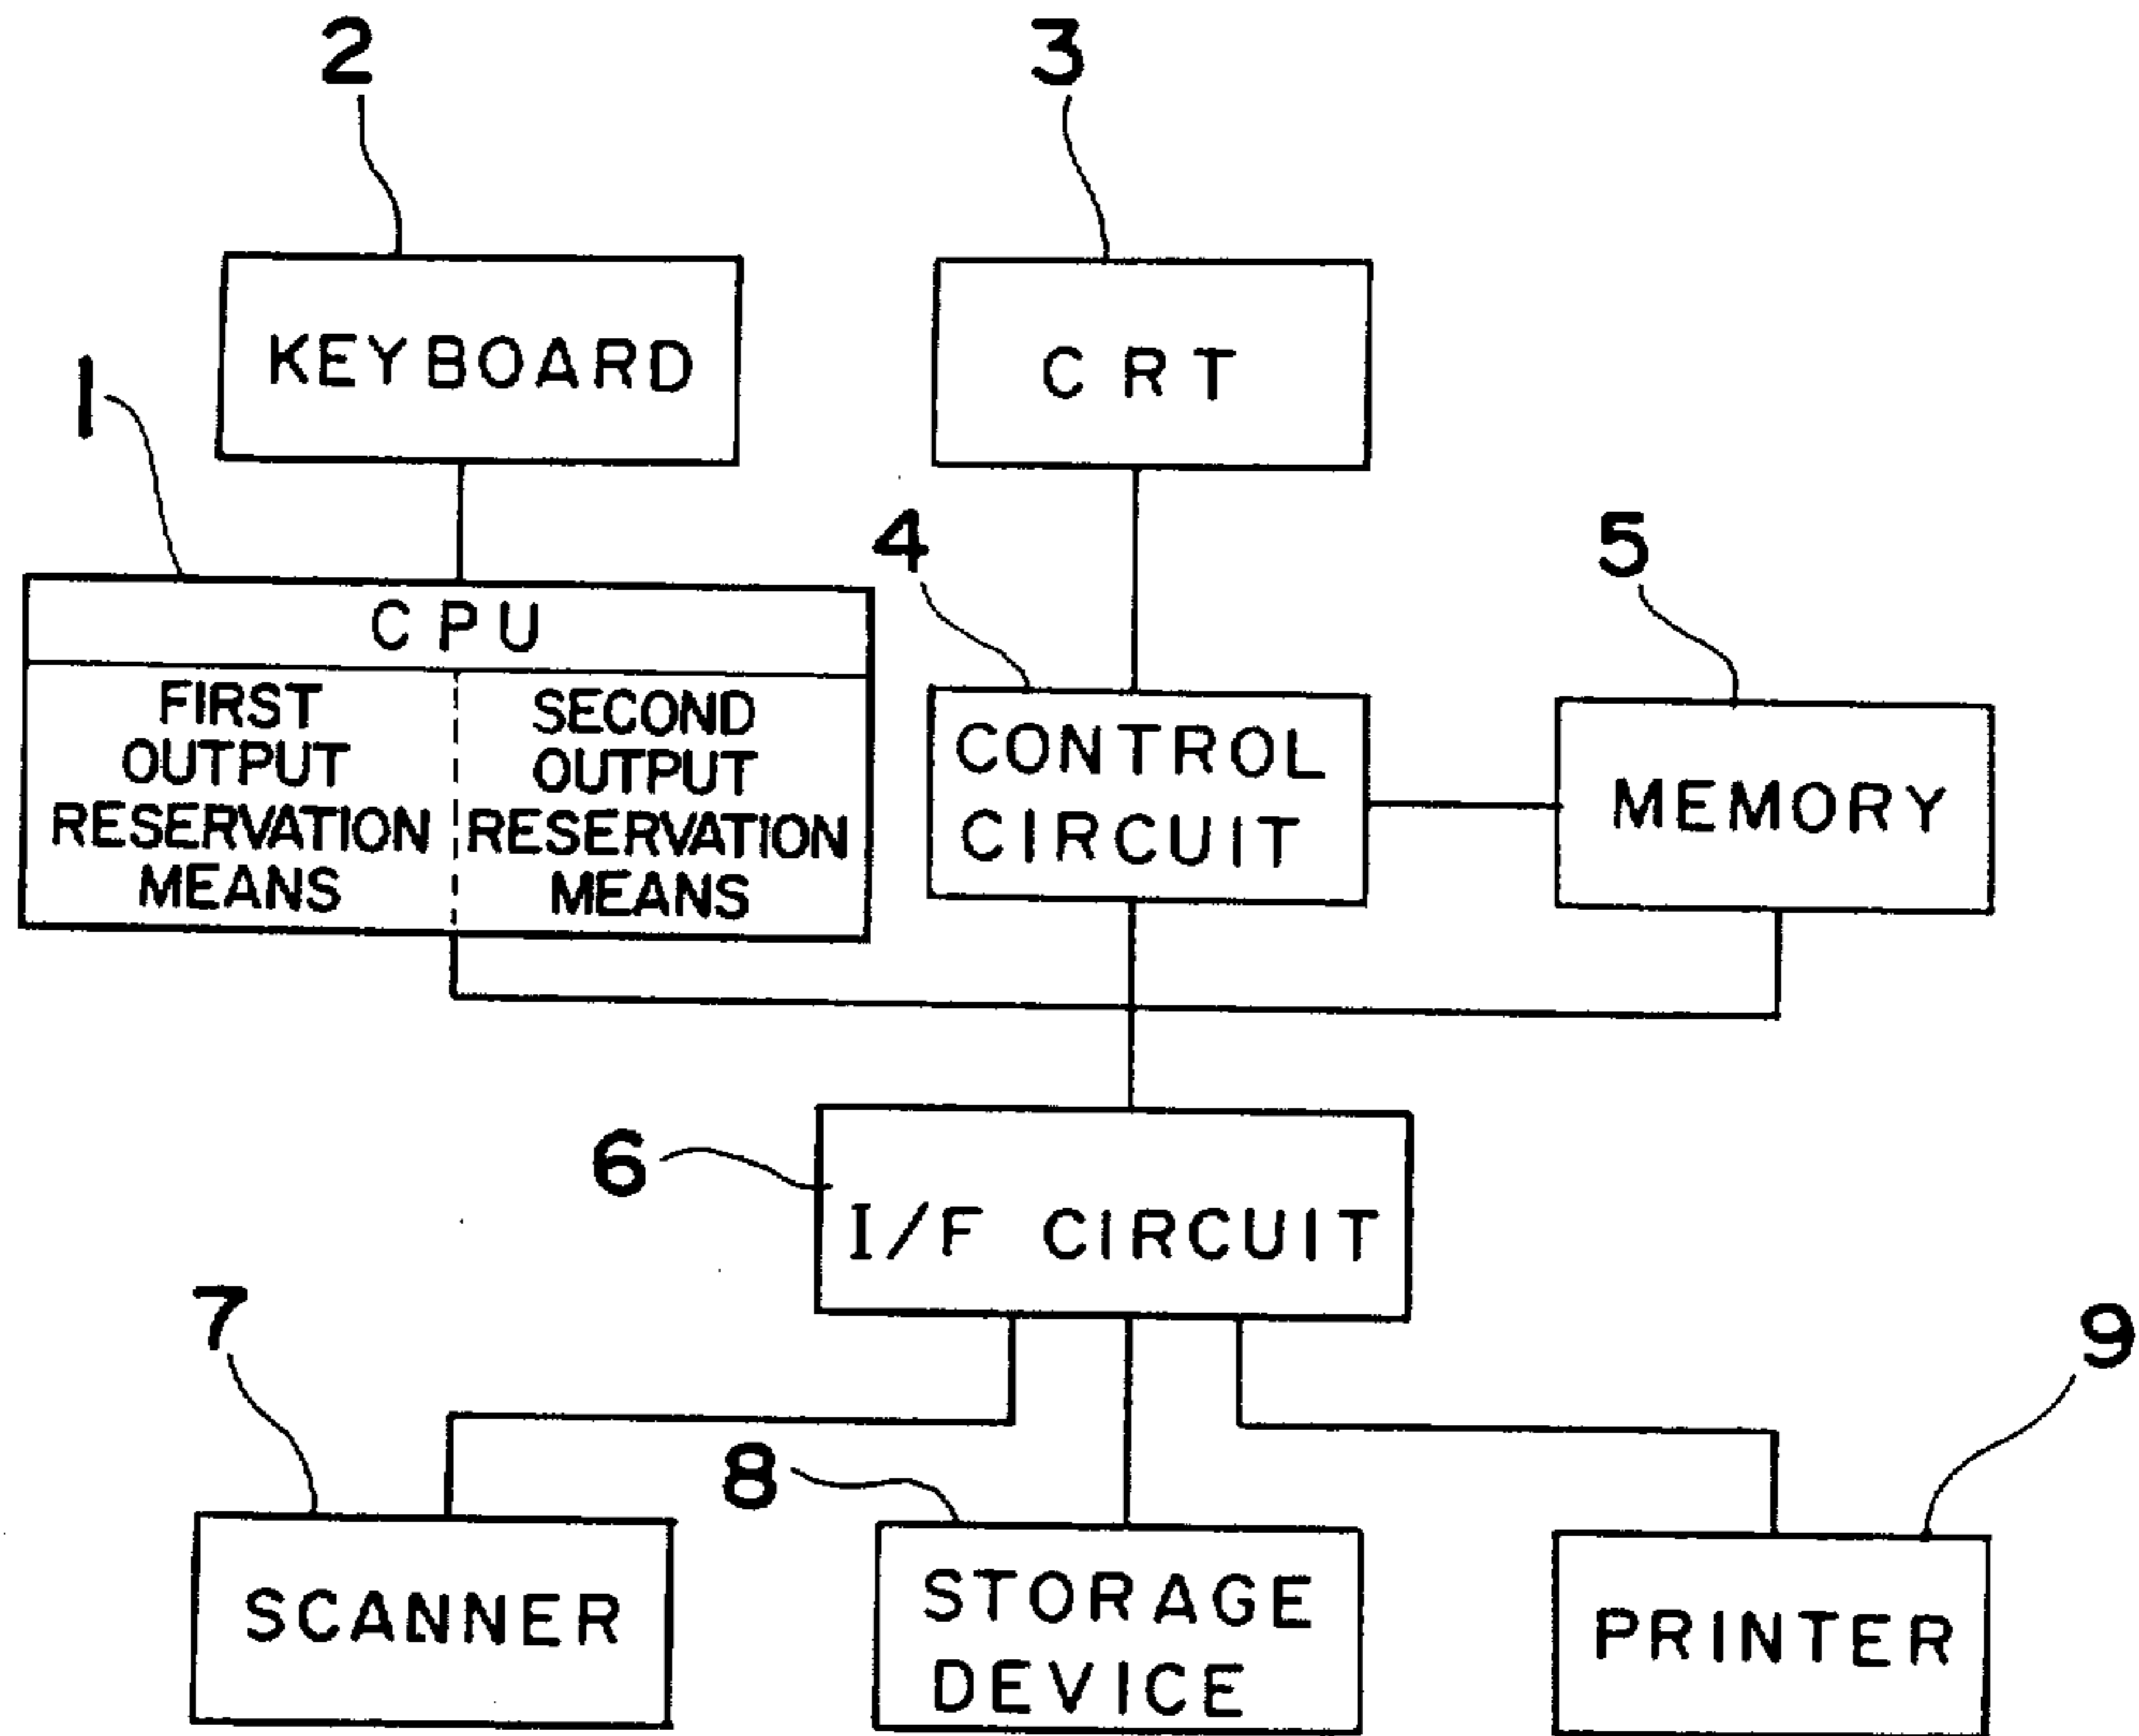 2
3
KEYBOARD
CRT
1
4
5
CPU
FIRST
OUTPUT
RESERVATION
MEANS
SECOND
OUTPUT
RESERVATION
MEANS
CONTROL
CIRCUIT
MEMORY
6
I/F CIRCUIT
7
8
9
SCANNER
STORAGE
DEVICE
PRINTER